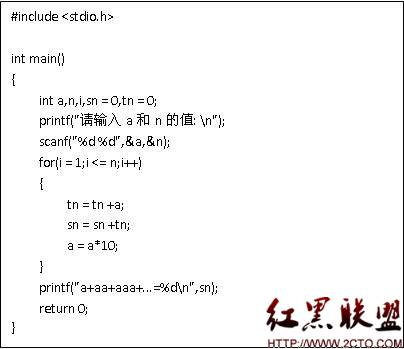 #include <stdio.h>
int main()
{
int a,n,i,sn = 0,tn = 0;
printf("请输入 a 和 n 的值: \n");
scanf("%d %d",&a,&n);
for(i = 1;i <= n;i++)
{
tn = tn +a;
sn = sn +tn;
a = a*10;
}
printf("a+aa+aaa+...=%d\n",sn);
return 0;
}
红黑联盟
HTTP://WWW.2CTO.COM